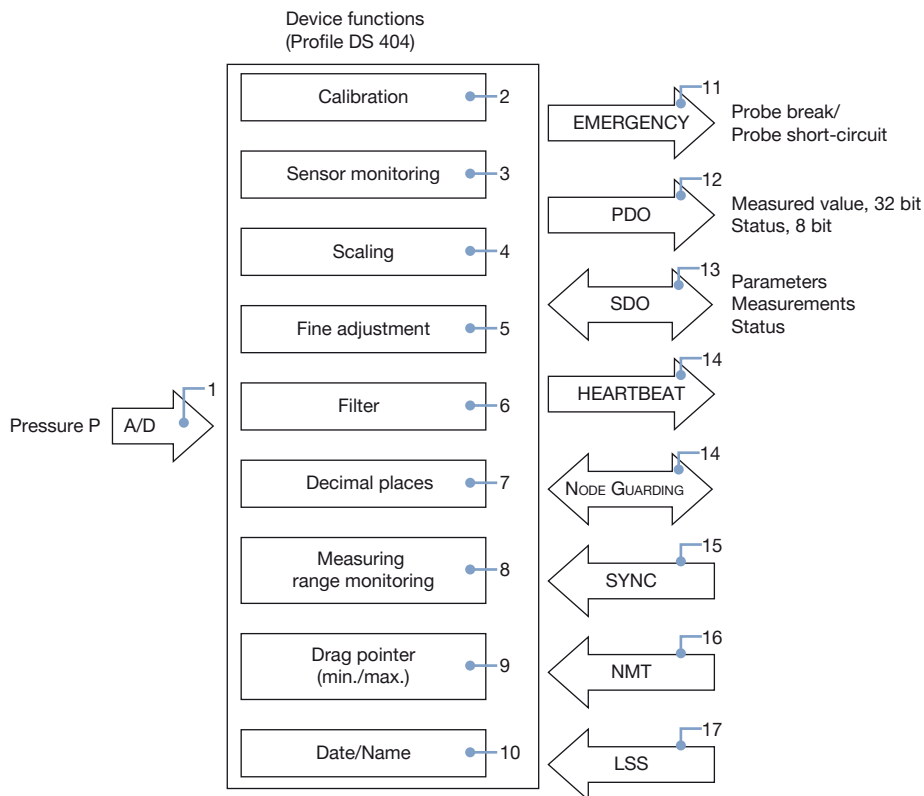 Device functions
(Profile DS 404)
Calibration
2
Sensor monitoring
3
Scaling
4
Fine adjustment
5
Filter
6
Decimal places
7
Measuring
range monitoring
8
Drag pointer
(min./max.)
9
Date/Name
10
Pressure P
A/D
1
11
EMERGENCY
Probe break/
Probe short-circuit
12
PDO
Measured value, 32 bit
Status, 8 bit
13
SDO
Parameters
Measurements
Status
14
HEARTBEAT
14
NODE GUARDING
15
SYNC
16
NMT
17
LSS